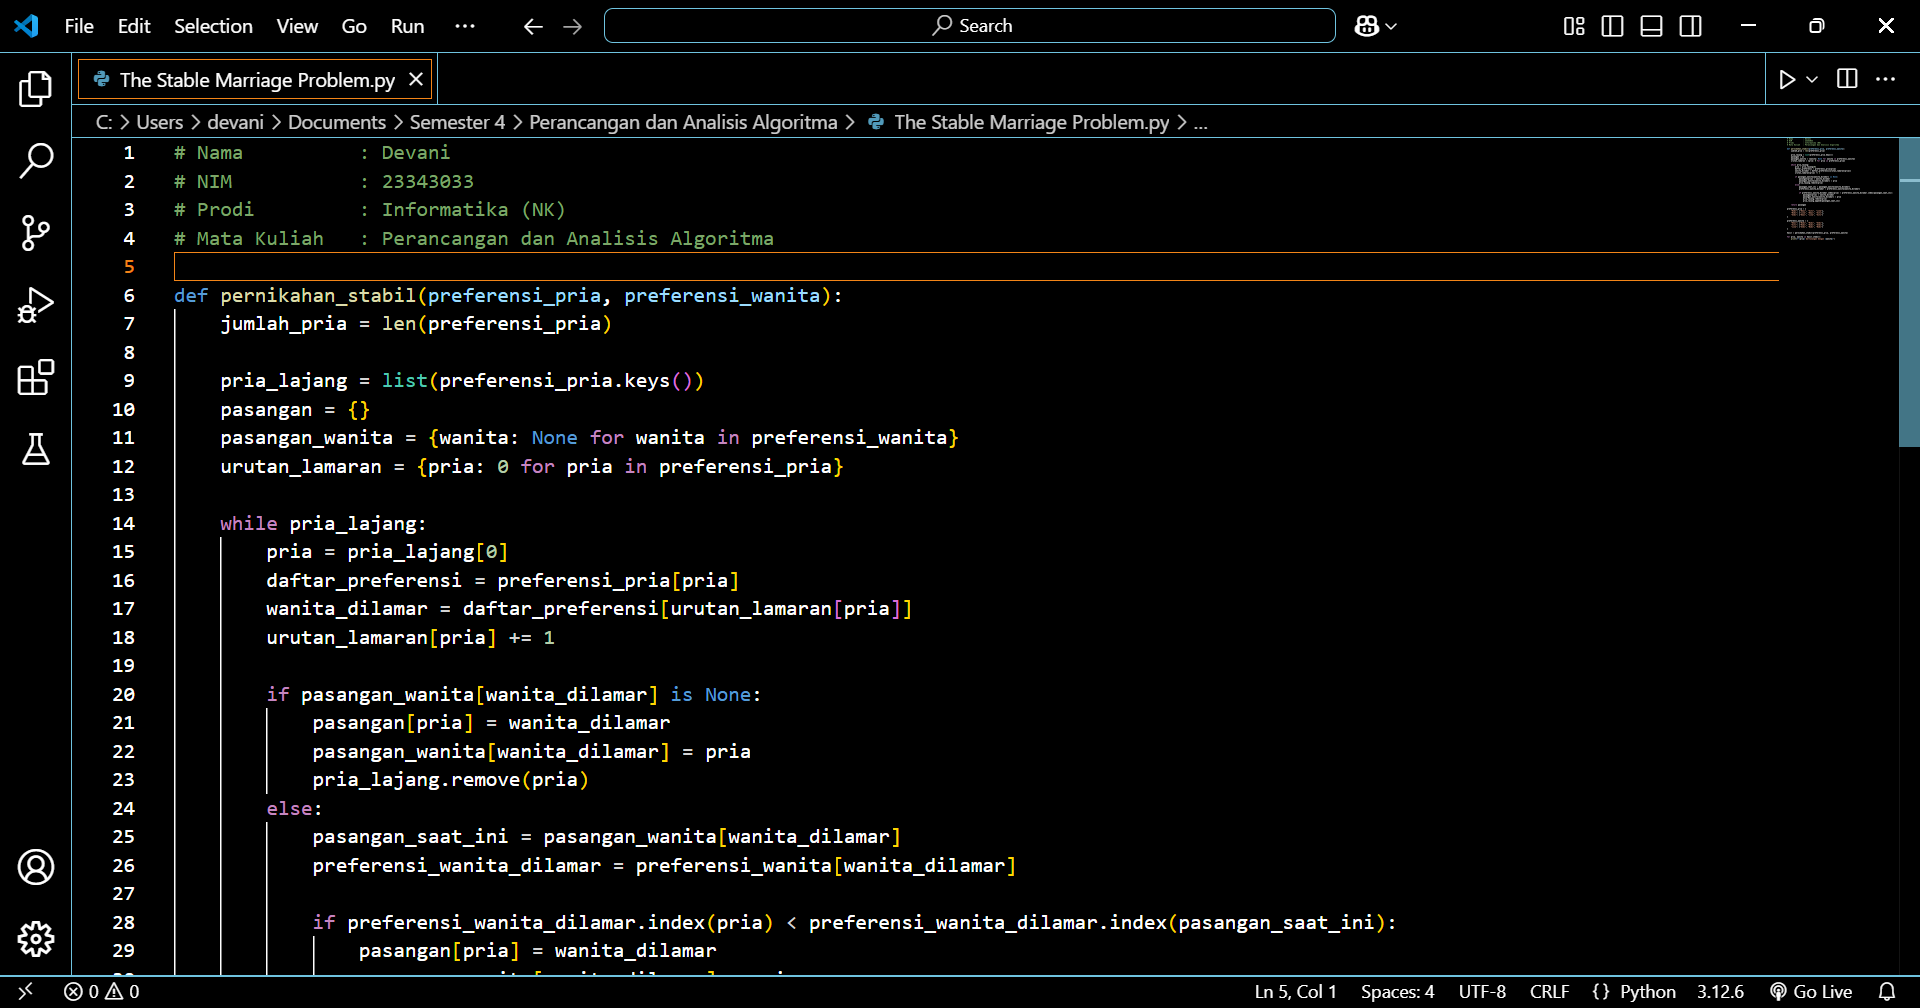 File Edit Selection View Go Run ··· Search
The Stable Marriage Problem.py
C: > Users > devani > Documents > Semester 4 > Perancangan dan Analisis Algoritma > The Stable Marriage Problem.py > ...
1 # Nama : Devani
2 # NIM : 23343033
3 # Prodi : Informatika (NK)
4 # Mata Kuliah : Perancangan dan Analisis Algoritma
5
6 def pernikahan_stabil(preferensi_pria, preferensi_wanita):
7 jumlah_pria = len(preferensi_pria)
8
9 pria_lajang = list(preferensi_pria.keys())
10 pasangan = {}
11 pasangan_wanita = {wanita: None for wanita in preferensi_wanita}
12 urutan_lamaran = {pria: 0 for pria in preferensi_pria}
13
14 while pria_lajang:
15 pria = pria_lajang[0]
16 daftar_preferensi = preferensi_pria[pria]
17 wanita_dilamar = daftar_preferensi[urutan_lamaran[pria]]
18 urutan_lamaran[pria] += 1
19
20 if pasangan_wanita[wanita_dilamar] is None:
21 pasangan[pria] = wanita_dilamar
22 pasangan_wanita[wanita_dilamar] = pria
23 pria_lajang.remove(pria)
24 else:
25 pasangan_saat_ini = pasangan_wanita[wanita_dilamar]
26 preferensi_wanita_dilamar = preferensi_wanita[wanita_dilamar]
27
28 if preferensi_wanita_dilamar.index(pria) < preferensi_wanita_dilamar.index(pasangan_saat_ini):
29 pasangan[pria] = wanita_dilamar
0 0 Ln 5, Col 1 Spaces: 4 UTF-8 CRLF {} Python 3.12.6 Go Live